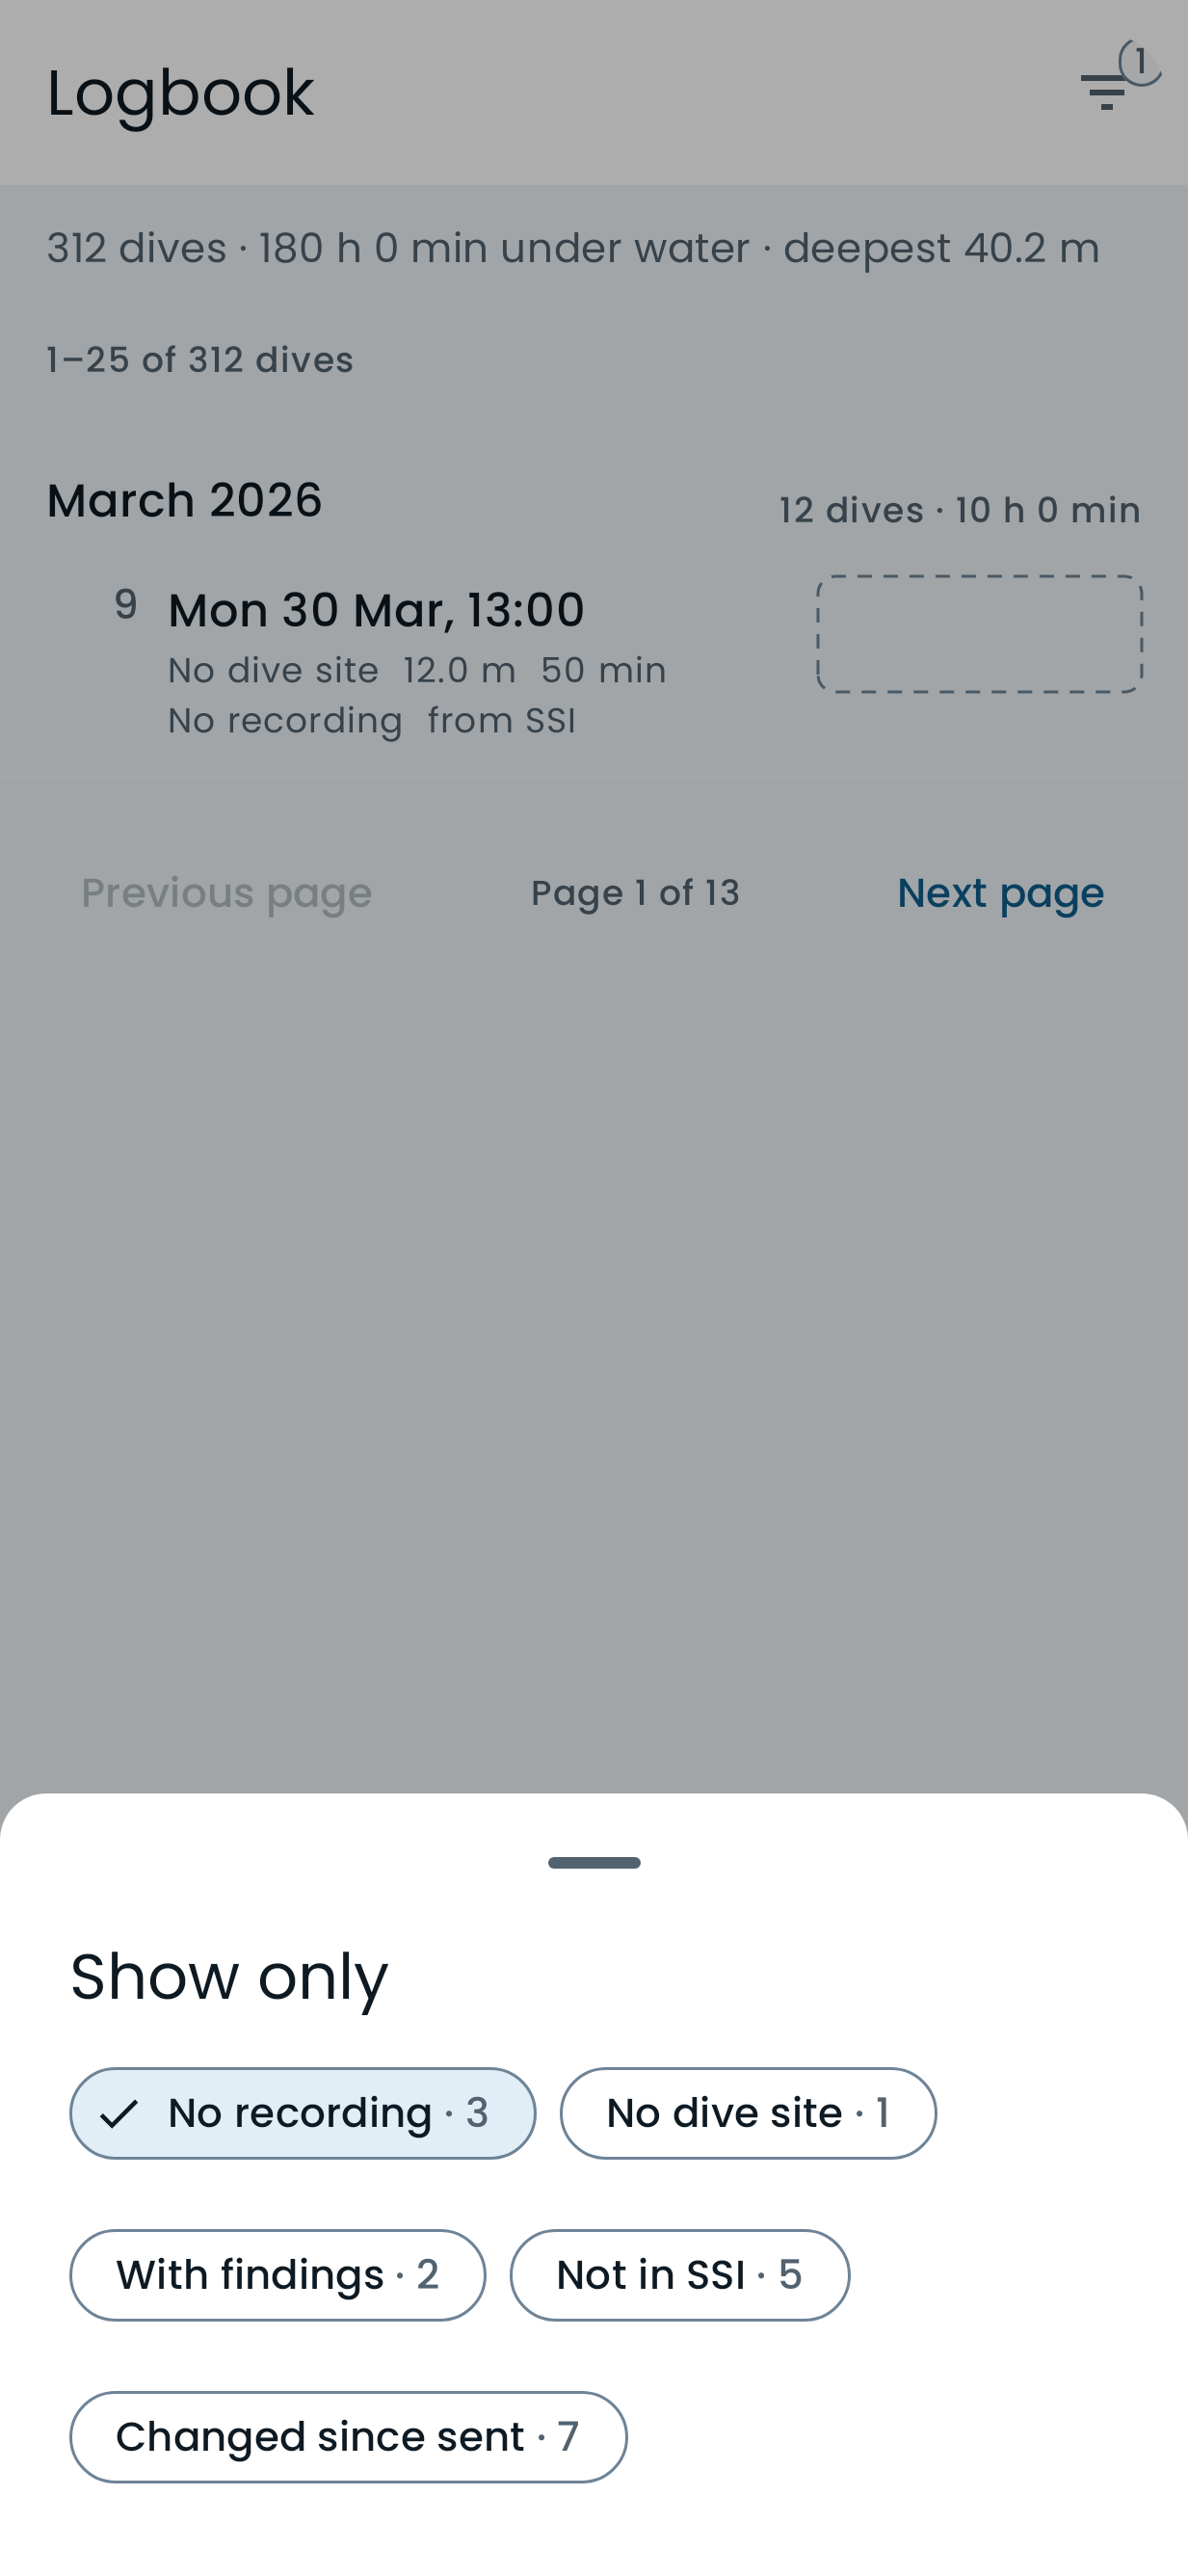 Logbook
1
312 dives · 180 h 0 min under water · deepest 40.2 m
1–25 of 312 dives
March 2026
12 dives · 10 h 0 min
9
Mon 30 Mar, 13:00
No dive site 12.0 m 50 min
No recording from SSI
Previous page
Page 1 of 13
Next page
Show only
No recording · 3
No dive site · 1
With findings · 2
Not in SSI · 5
Changed since sent · 7